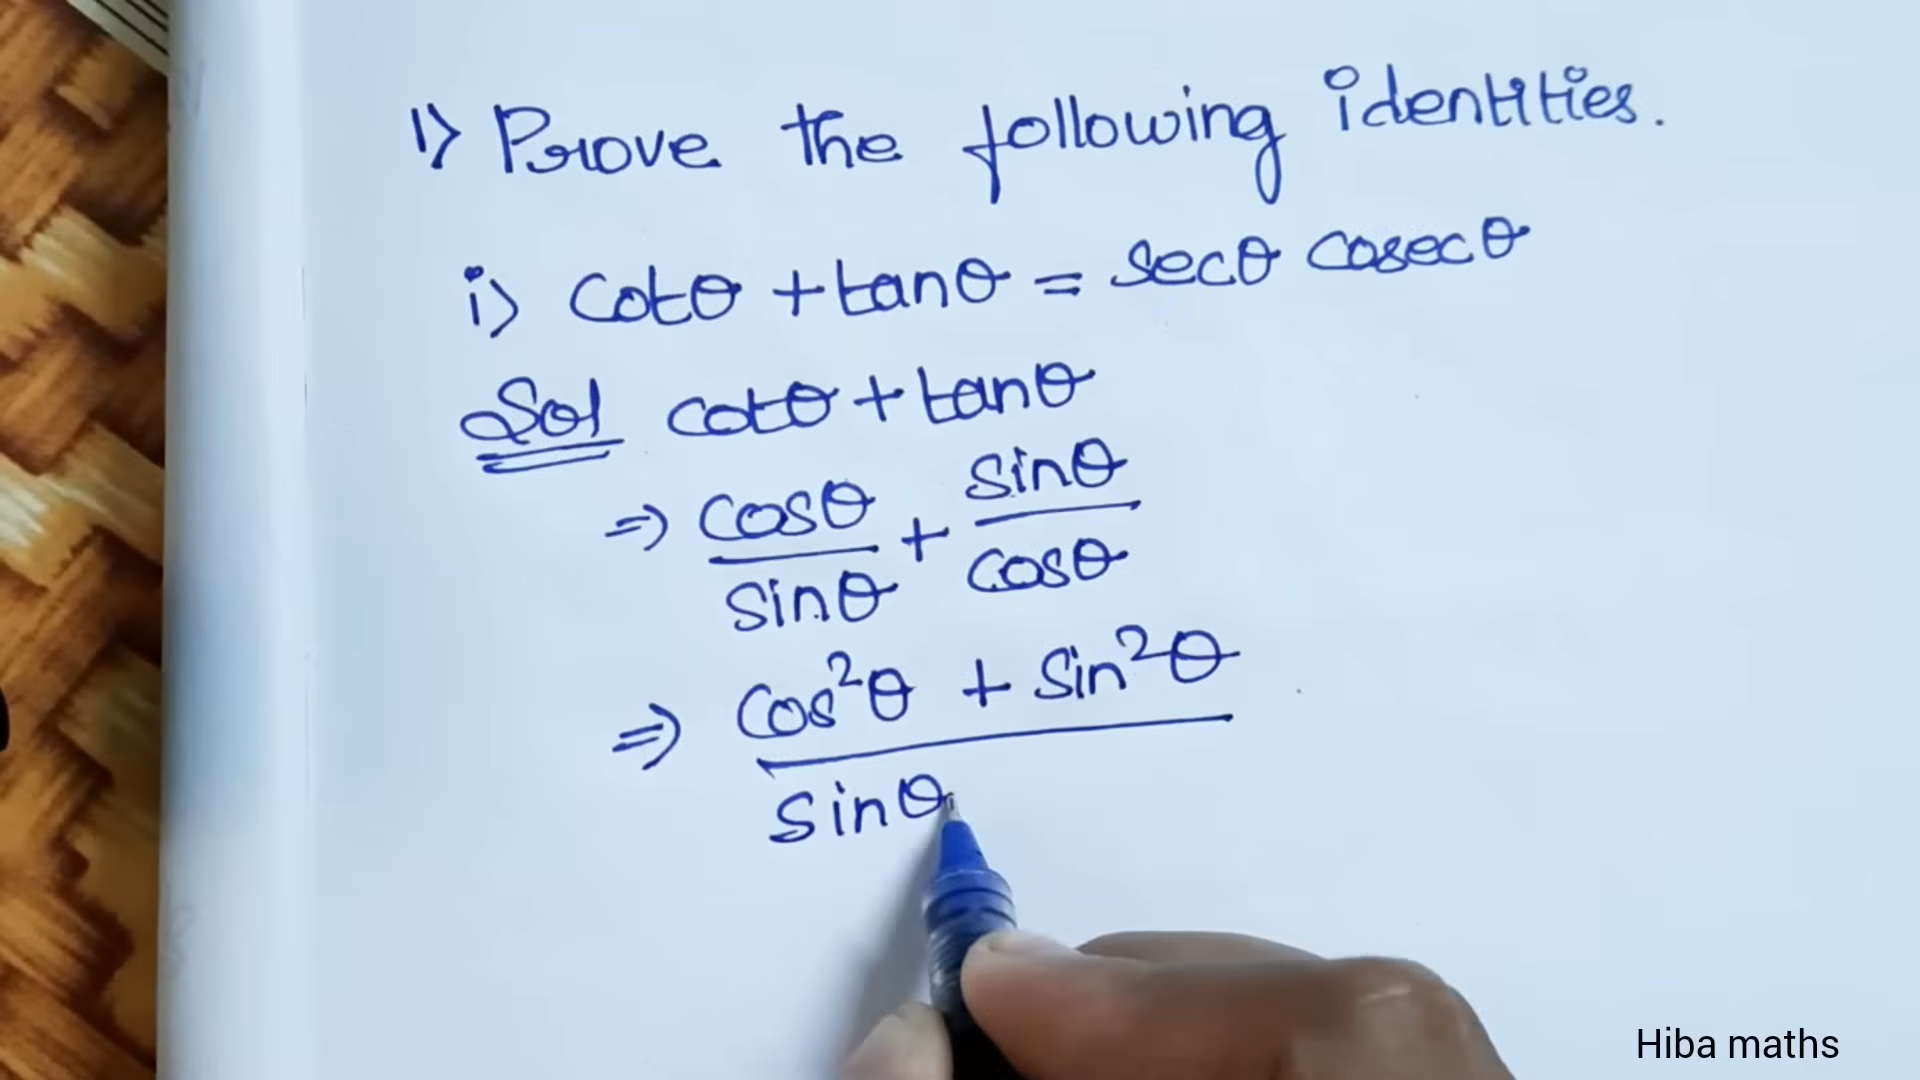 1) Prove the following identities.
i) cotθ + tanθ = secθ cosecθ
Sol cotθ + tanθ
⇒ cosθ/sinθ + sinθ/cosθ
⇒ cos²θ + sin²θ
sinθ
Hiba maths